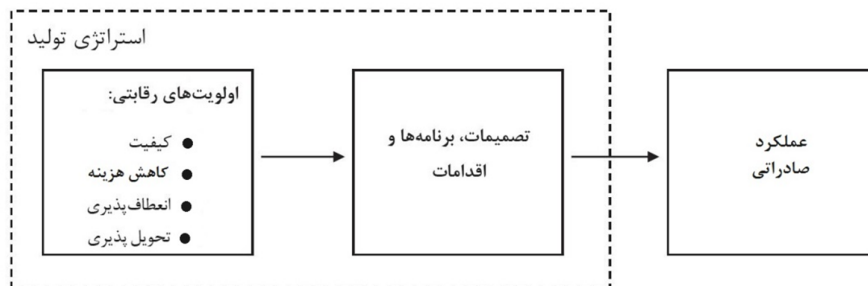 استراتژی تولید
اولویت‌های رقابتی:
● کیفیت
● کاهش هزینه
● انعطاف‌پذیری
● تحویل پذیری
تصمیمات، برنامه‌ها و
اقدامات
عملکرد
صادراتی